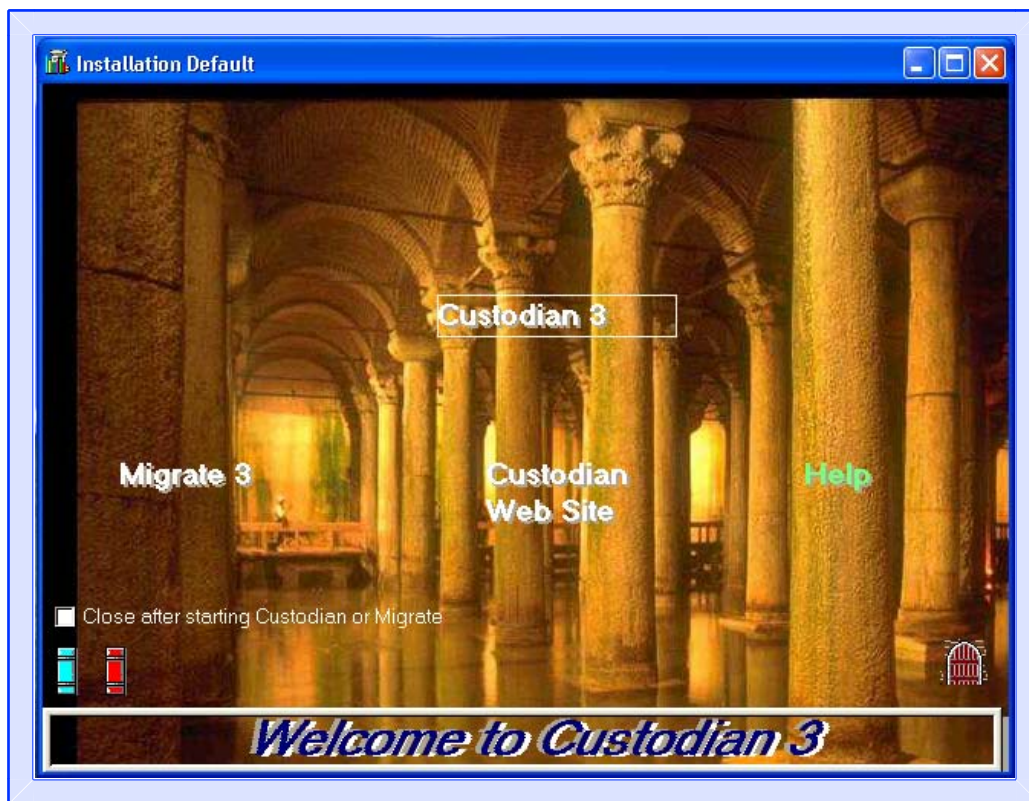 Installation Default
Custodian 3
Migrate 3
Custodian
Web Site
Help
Close after starting Custodian or Migrate
Welcome to Custodian 3